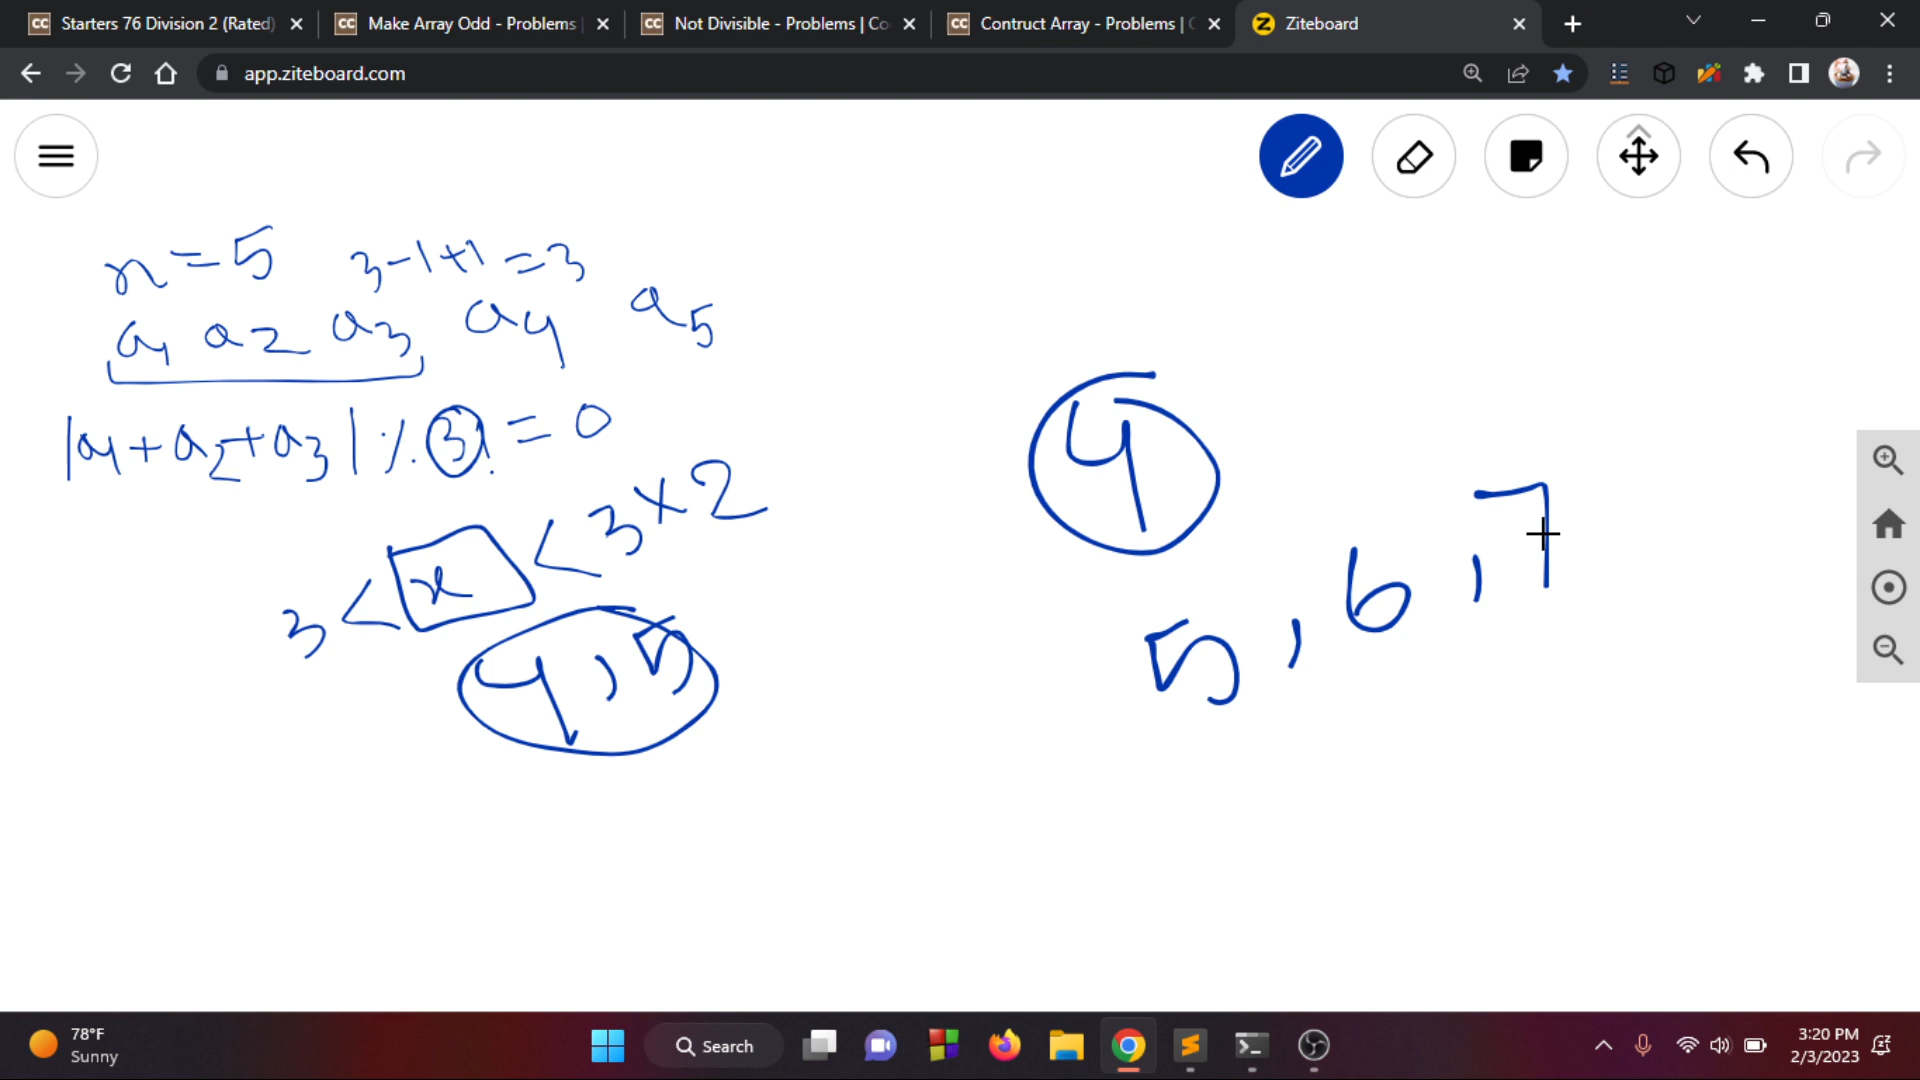 Starters 76 Division 2 (Rated)
Make Array Odd - Problems |
Not Divisible - Problems | Co
Contruct Array - Problems | C
Ziteboard
app.ziteboard.com
n=5 3-1+1=3
a1 a2 a3 a4 a5
|a1+a2+a3| % 3 = 0
3 < x < 3×2
4,5
4
5,6,7
78°F
Sunny
Search
3:20 PM
2/3/2023